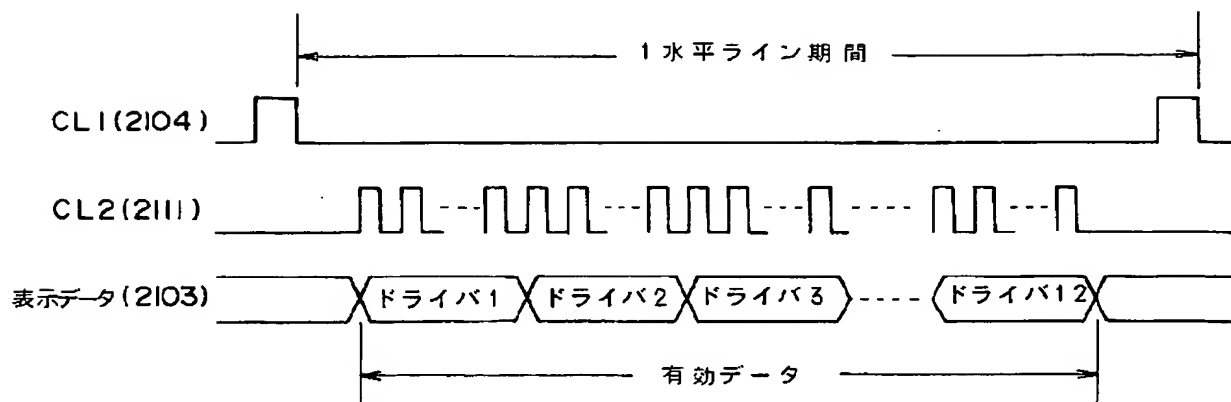 1水平ライン期間
CL1(2104)
CL2(2111)
表示データ(2103)
ドライバ1 ドライバ2 ドライバ3 ドライバ12
有効データ